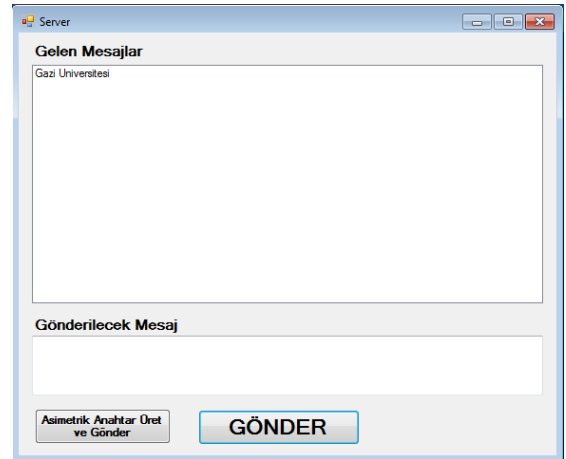 Server
Gelen Mesajlar
Gazi Universitesi
Gönderilecek Mesaj
Asimetrik Anahtar Üret
ve Gönder
GÖNDER